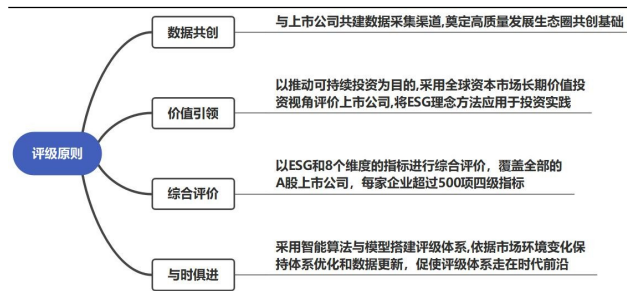 数据共创
与上市公司共建数据采集渠道,奠定高质量发展生态圈共创基础
价值引领
以推动可持续投资为目的,采用全球资本市场长期价值投
资视角评价上市公司,将ESG理念方法应用于投资实践
评级原则
综合评价
以ESG和8个维度的指标进行综合评价，覆盖全部的
A股上市公司，每家企业超过500项四级指标
与时俱进
采用智能算法与模型搭建评级体系,依据市场环境变化保
持体系优化和数据更新，促使评级体系走在时代前沿